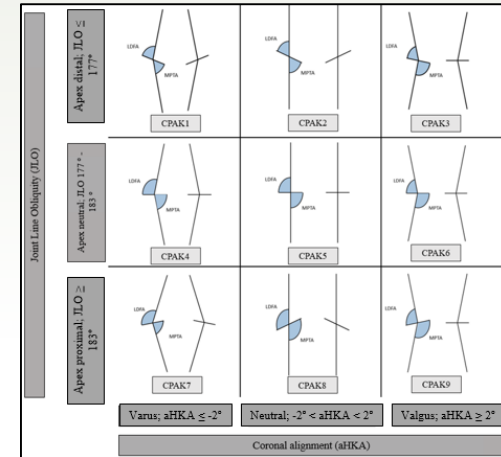 Joint Line Obliquity (JLO)
Apex distal; JLO ≤
177°
LDFA
MPTA
CPAK1
LDFA
MPTA
CPAK2
LDFA
MPTA
CPAK3
Apex neutral; JLO 177° -
183°
LDFA
MPTA
CPAK4
LDFA
MPTA
CPAK5
LDFA
MPTA
CPAK6
Apex proximal; JLO ≥
183°
LDFA
MPTA
CPAK7
LDFA
MPTA
CPAK8
LDFA
MPTA
CPAK9
Varus; aHKA ≤ -2°
Neutral; -2° < aHKA < 2°
Valgus; aHKA ≥ 2°
Coronal alignment (aHKA)